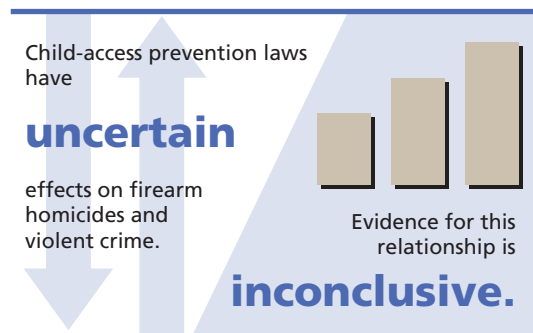 Child-access prevention laws
have
uncertain
effects on firearm
homicides and
violent crime.
Evidence for this
relationship is
inconclusive.